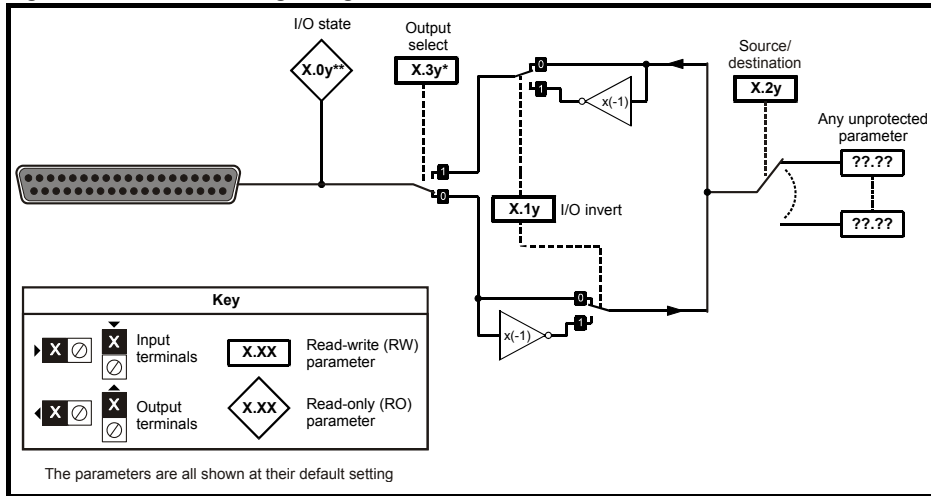 I/O state
X.0y**
Output
select
X.3y*
1
0
0
1
x(-1)
X.1y
I/O invert
0
1
x(-1)
Source/
destination
X.2y
Any unprotected
parameter
??.??
??.??
Key
X
X
Input
terminals
X.XX
Read-write (RW)
parameter
X
X
Output
terminals
X.XX
Read-only (RO)
parameter
The parameters are all shown at their default setting